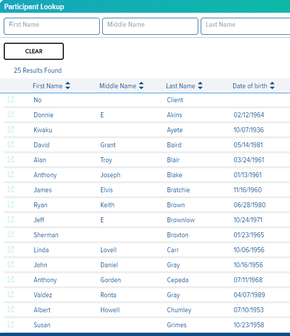 Participant Lookup
First Name Middle Name Last Name
CLEAR
25 Results Found
First Name Middle Name Last Name Date of birth
No Client
Donnie E Akins 02/12/1964
Kwaku Ayete 10/07/1936
David Grant Baird 05/14/1981
Alan Troy Blair 03/24/1961
Anthony Joseph Blake 01/13/1961
James Elvis Bratchie 11/16/1960
Ryan Keith Brown 06/28/1980
Jeff E Brownlow 10/24/1971
Sherman Broxton 01/23/1965
Linda Lovell Carr 10/06/1956
John Daniel Gray 10/16/1956
Anthony Gorden Cepeda 07/11/1968
Valdez Ronta Gray 04/07/1989
Albert Howell Chumley 07/10/1953
Susan Grimes 10/23/1958